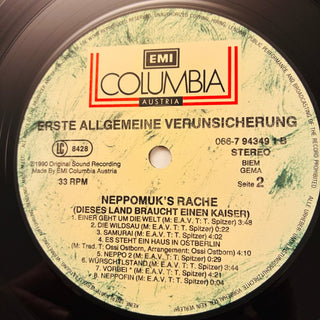 EMI
COLUMBIA
AUSTRIA
ERSTE ALLGEMEINE VERUNSICHERUNG
LC 8428
066-7 94349 1 B
STEREO
BIEM
GEMA
℗1990 Original Sound Recording
Made By EMI Columbia Austria
33 RPM
Seite 2
NEPPOMUK'S RACHE
(DIESES LAND BRAUCHT EINEN KAISER)
1. EINER GEHT UM DIE WELT (M: E.A.V. T: T. Spitzer) 3:48
2. DIE WILDSAU (M: E.A.V. T: T. Spitzer) 0:22
3. SAMURAI (M: E.A.V. T: T. Spitzer) 5:22
4. ES STEHT EIN HAUS IN OSTBERLIN
(M: Trad. T: Ossi Ostborn, Arrangement; Ossi Ostborn) 4:10
5. NEPPO 2 (M: E.A.V. T: T. Spitzer) 0:20
6. WÜRSCHTLSTAND (M: E.A.V. T: T. Spitzer) 3:51
7. VORBEI* (M: E.A.V. T: T. Spitzer) 4:17
8. NEPPOFIN (M: E.A.V. T: T. Spitzer) 0:04